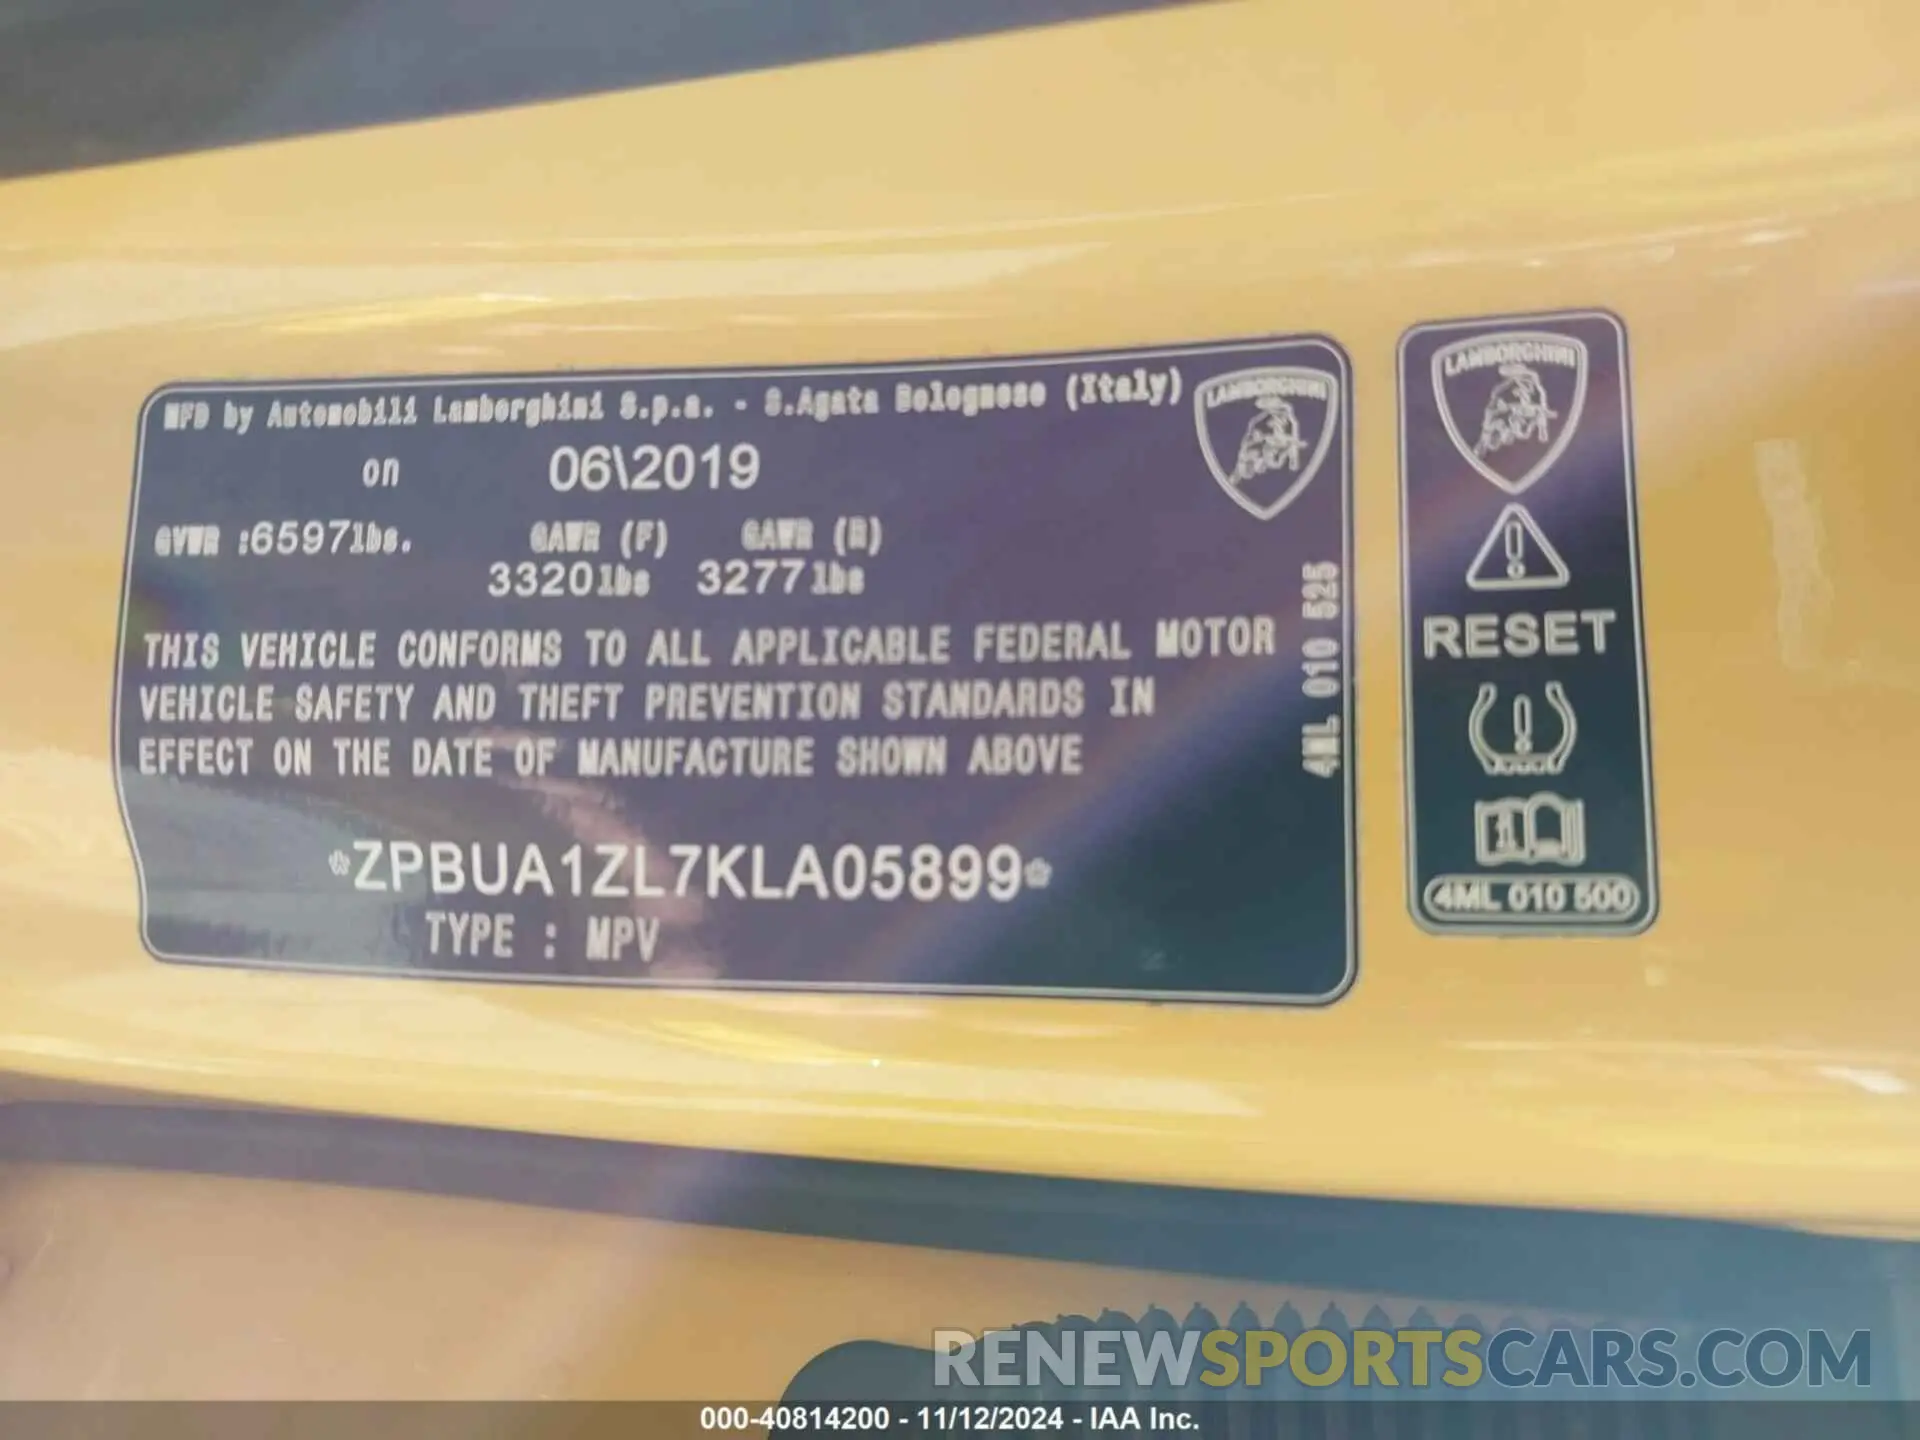 MFD by Automobili Lamborghini S.p.a. - S.Agata Bolognese (Italy)
on 06\2019
GVWR :6597lbs. GAWR (F) GAWR (R)
3320lbs 3277lbs
THIS VEHICLE CONFORMS TO ALL APPLICABLE FEDERAL MOTOR
VEHICLE SAFETY AND THEFT PREVENTION STANDARDS IN
EFFECT ON THE DATE OF MANUFACTURE SHOWN ABOVE
*ZPBUA1ZL7KLA05899*
TYPE : MPV
LAMBORGHINI
4ML 010 525
LAMBORGHINI
RESET
4ML 010 500
RENEWSPORTSCARS.COM
000-40814200 - 11/12/2024 - IAA Inc.